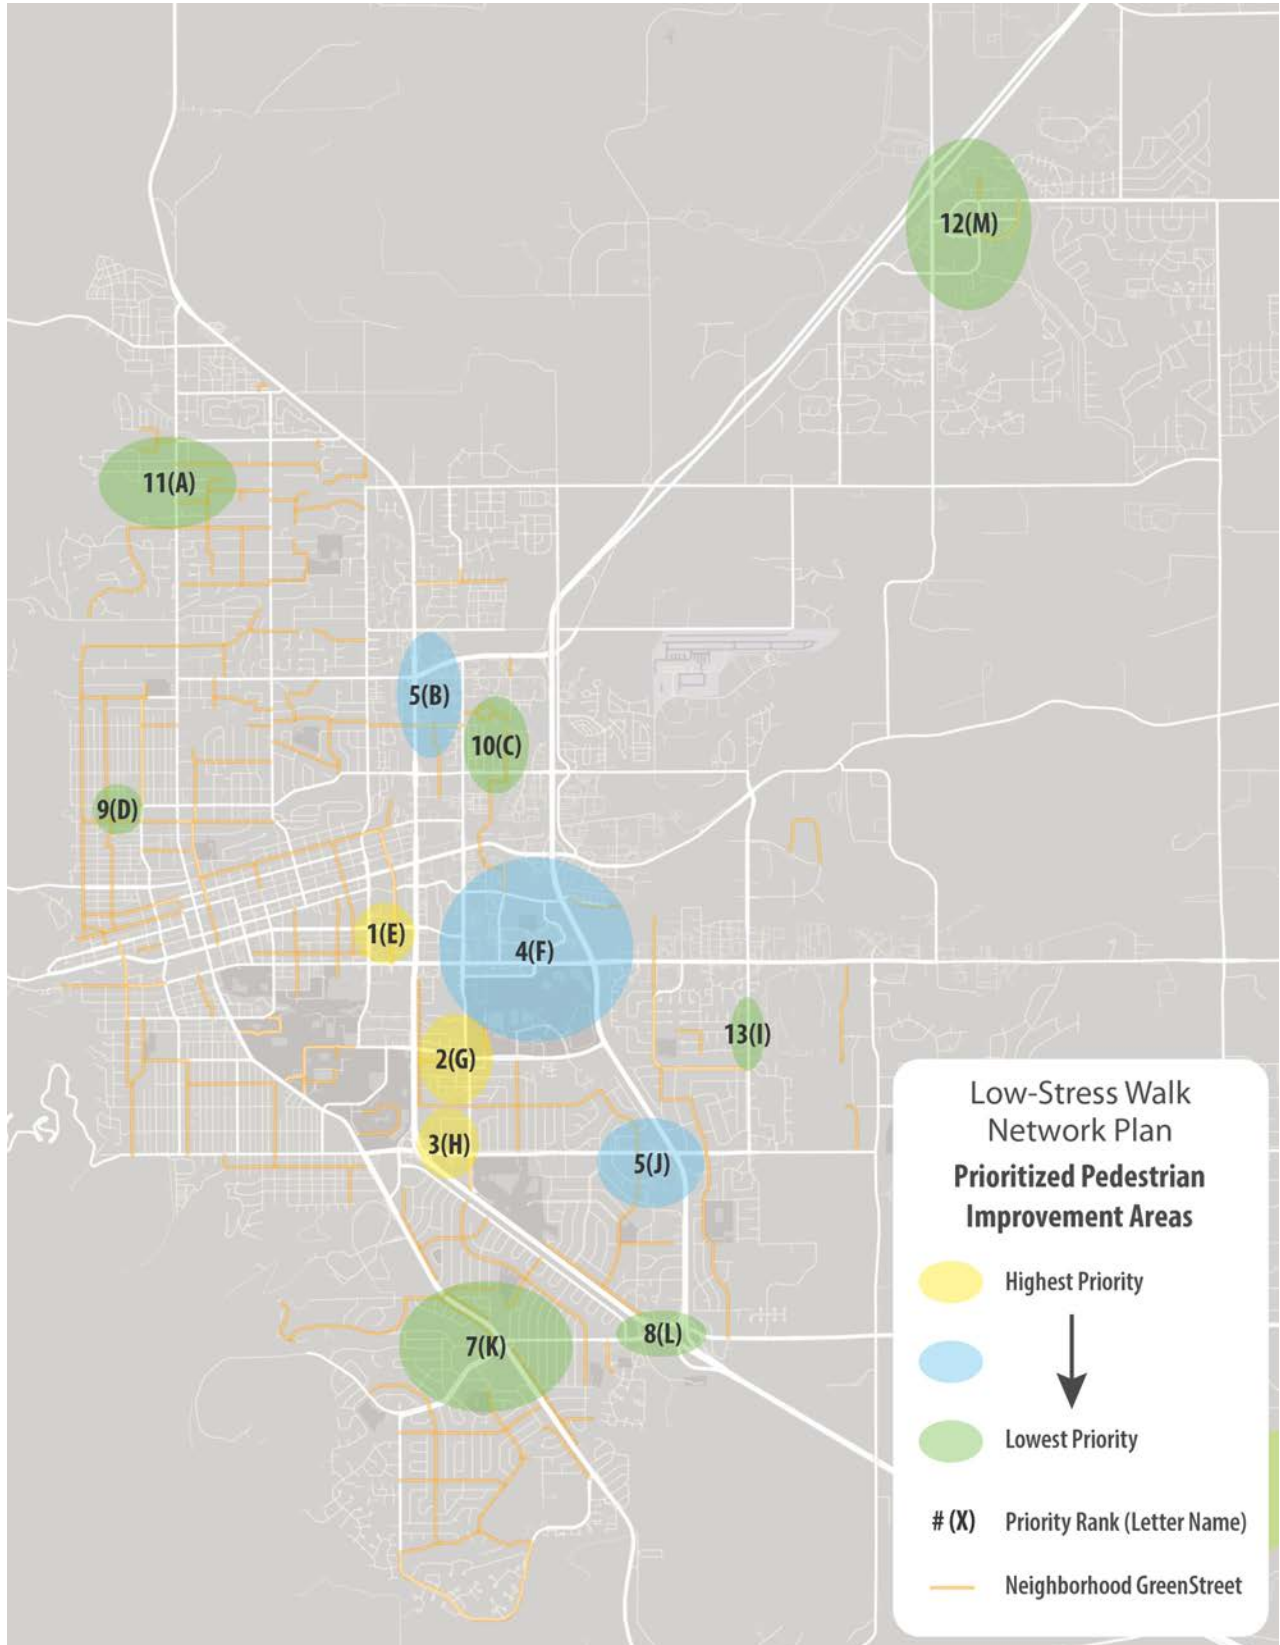 12(M)
11(A)
5(B)
10(C)
9(D)
1(E)
4(F)
13(I)
2(G)
3(H)
5(J)
8(L)
7(K)
Low-Stress Walk
Network Plan
Prioritized Pedestrian
Improvement Areas
Highest Priority
Lowest Priority
# (X) Priority Rank (Letter Name)
Neighborhood GreenStreet